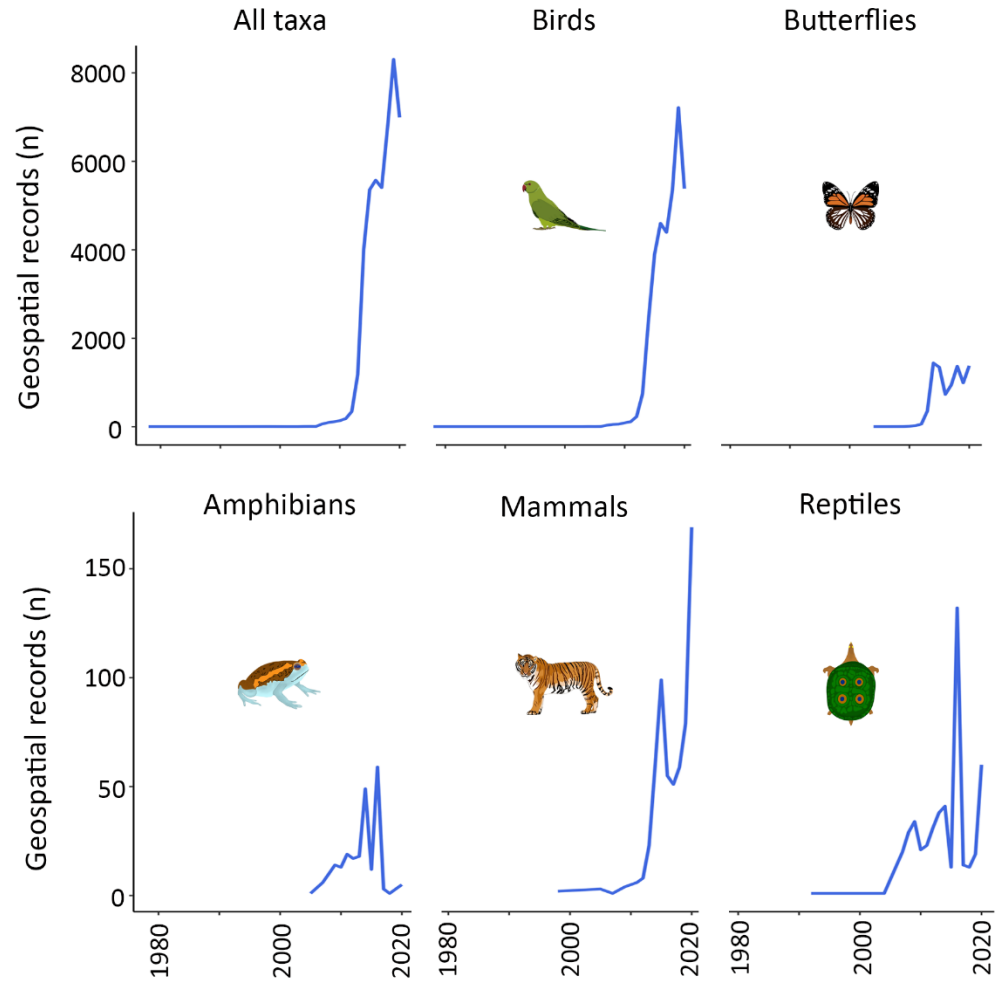 All taxa
Birds
Butterflies
Geospatial records (n)
8000
6000
4000
2000
0
Amphibians
Mammals
Reptiles
Geospatial records (n)
150
100
50
0
1980
2000
2020
1980
2000
2020
1980
2000
2020